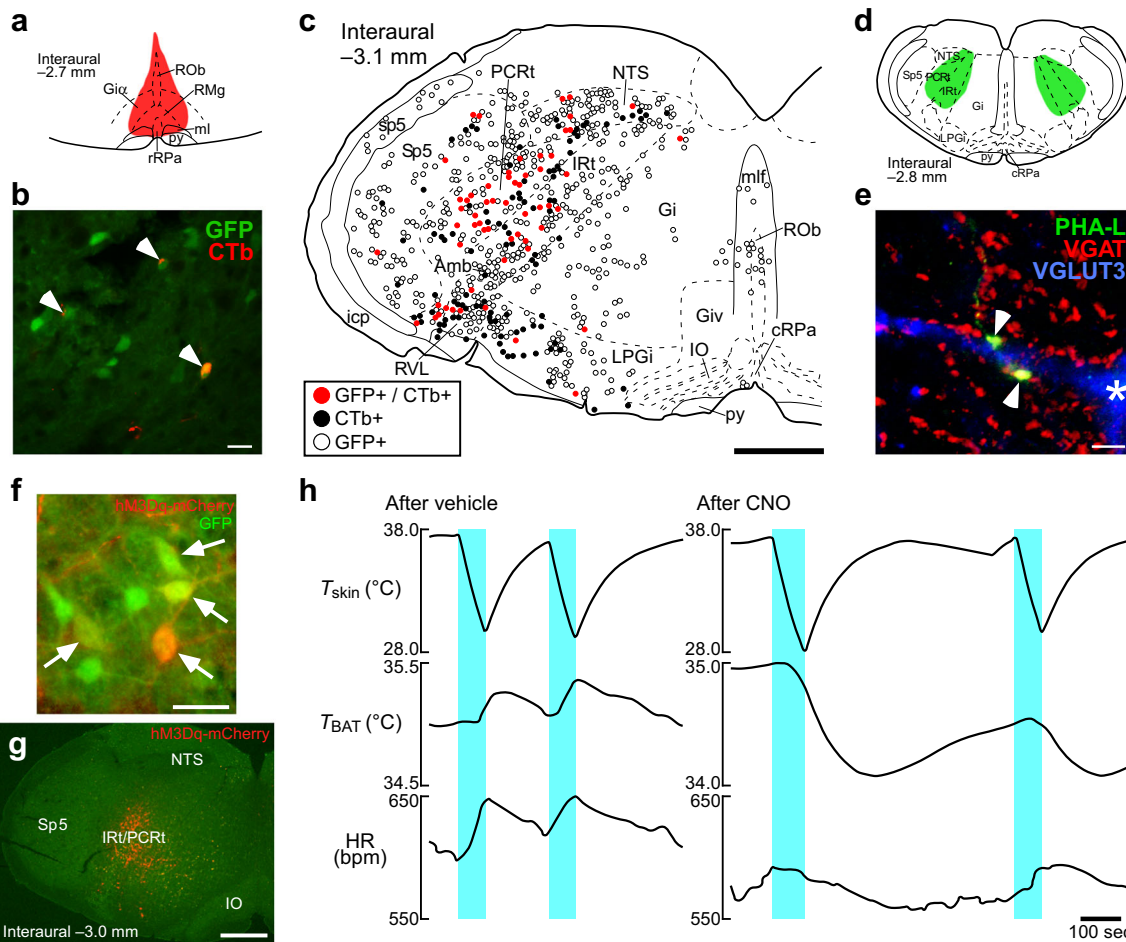 a
Interaural
–2.7 mm
ROb
Giα
RMg
ml
py
rRPa
b
GFP
CTb
c
Interaural
–3.1 mm
PCRt
NTS
sp5
Sp5
IRt
mlf
Gi
ROb
Amb
icp
Giv
cRPa
RVL
LPGi
IO
py
GFP+ / CTb+
CTb+
GFP+
d
NTS
Sp5
PCRt
IRt
Gi
LPGi
py
Interaural
–2.8 mm
cRPa
e
PHA-L
VGAT
VGLUT3
*
f
hM3Dq-mCherry
GFP
g
hM3Dq-mCherry
NTS
Sp5
IRt/PCRt
IO
Interaural –3.0 mm
h
After vehicle
After CNO
38.0
38.0
Tskin (°C)
28.0
28.0
35.5
35.0
TBAT (°C)
34.5
34.0
650
650
HR
(bpm)
550
550
100 sec